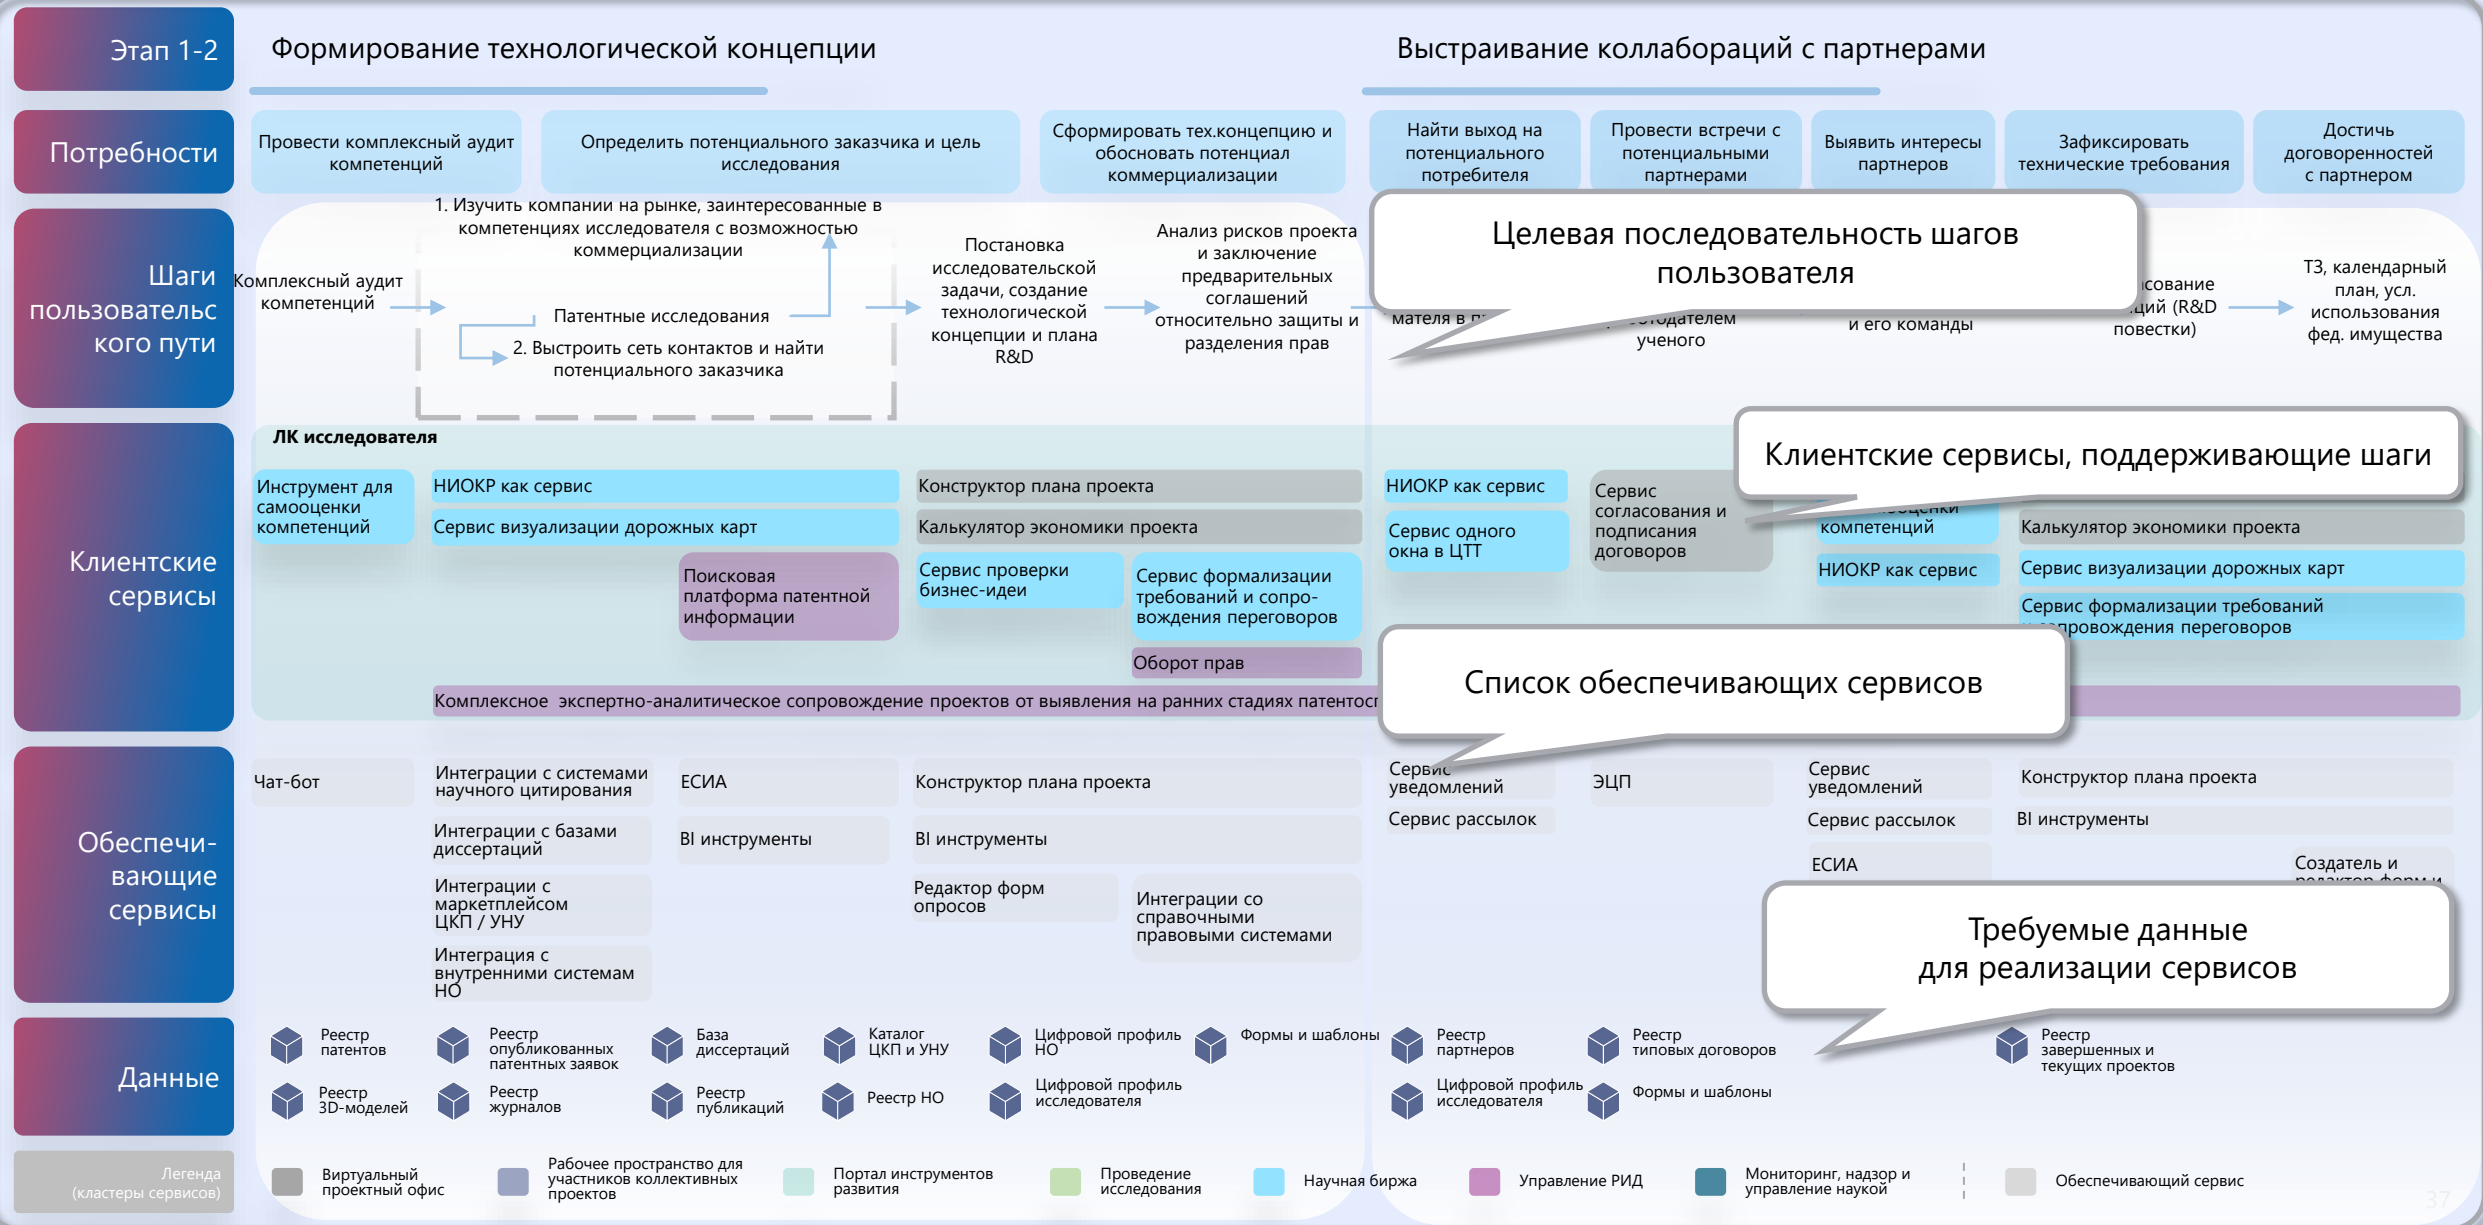 Этап 1-2
Формирование технологической концепции
Выстраивание коллабораций с партнерами
Потребности
Провести комплексный аудит
компетенций
Определить потенциального заказчика и цель
исследования
Сформировать тех.концепцию и
обосновать потенциал
коммерциализации
Найти выход на
потенциального
потребителя
Провести встречи с
потенциальными
партнерами
Выявить интересы
партнеров
Зафиксировать
технические требования
Достичь
договоренностей
с партнером
Шаги
пользовательс
кого пути
Комплексный аудит
компетенций
1. Изучить компании на рынке, заинтересованные в
компетенциях исследователя с возможностью
коммерциализации
Патентные исследования
2. Выстроить сеть контактов и найти
потенциального заказчика
Постановка
исследовательской
задачи, создание
технологической
концепции и плана
R&D
Анализ рисков проекта
и заключение
предварительных
соглашений
относительно защиты и
разделения прав
Целевая последовательность шагов
пользователя
ученого
и его команды
(R&D
повестки)
ТЗ, календарный
план, усл.
использования
фед. имущества
Клиентские
сервисы
ЛК исследователя
Инструмент для
самооценки
компетенций
НИОКР как сервис
Сервис визуализации дорожных карт
Поисковая
платформа патентной
информации
Конструктор плана проекта
Калькулятор экономики проекта
Сервис проверки
бизнес-идеи
Сервис формализации
требований и сопро-
вождения переговоров
Оборот прав
Комплексное экспертно-аналитическое сопровождение проектов от выявления на ранних стадиях
НИОКР как сервис
Сервис одного
окна в ЦТТ
Сервис
согласования и
подписания
договоров
Клиентские сервисы, поддерживающие шаги
компетенций
НИОКР как сервис
Калькулятор экономики проекта
Сервис визуализации дорожных карт
Сервис формализации требований
и сопровождения переговоров
Список обеспечивающих сервисов
Обеспечи-
вающие
сервисы
Чат-бот
Интеграции с системами
научного цитирования
Интеграции с базами
диссертаций
Интеграции с
маркетплейсом
ЦКП / УНУ
Интеграция с
внутренними системам
НО
ЕСИА
BI инструменты
Конструктор плана проекта
BI инструменты
Редактор форм
опросов
Интеграции со
справочными
правовыми системами
Сервис
уведомлений
Сервис рассылок
ЭЦП
Сервис
уведомлений
Сервис рассылок
ЕСИА
Конструктор плана проекта
BI инструменты
Создатель и
редактор форм и
Требуемые данные
для реализации сервисов
Данные
Реестр
патентов
Реестр
опубликованных
патентных заявок
База
диссертаций
Каталог
ЦКП и УНУ
Цифровой профиль
НО
Формы и шаблоны
Реестр
партнеров
Реестр
типовых договоров
Реестр
завершенных и
текущих проектов
Реестр
3D-моделей
Реестр
журналов
Реестр
публикаций
Реестр НО
Цифровой профиль
исследователя
Цифровой профиль
исследователя
Формы и шаблоны
Легенда
(кластеры сервисов)
Виртуальный
проектный офис
Рабочее пространство для
участников коллективных
проектов
Портал инструментов
развития
Проведение
исследования
Научная биржа
Управление РИД
Мониторинг, надзор и
управление наукой
Обеспечивающий сервис
37